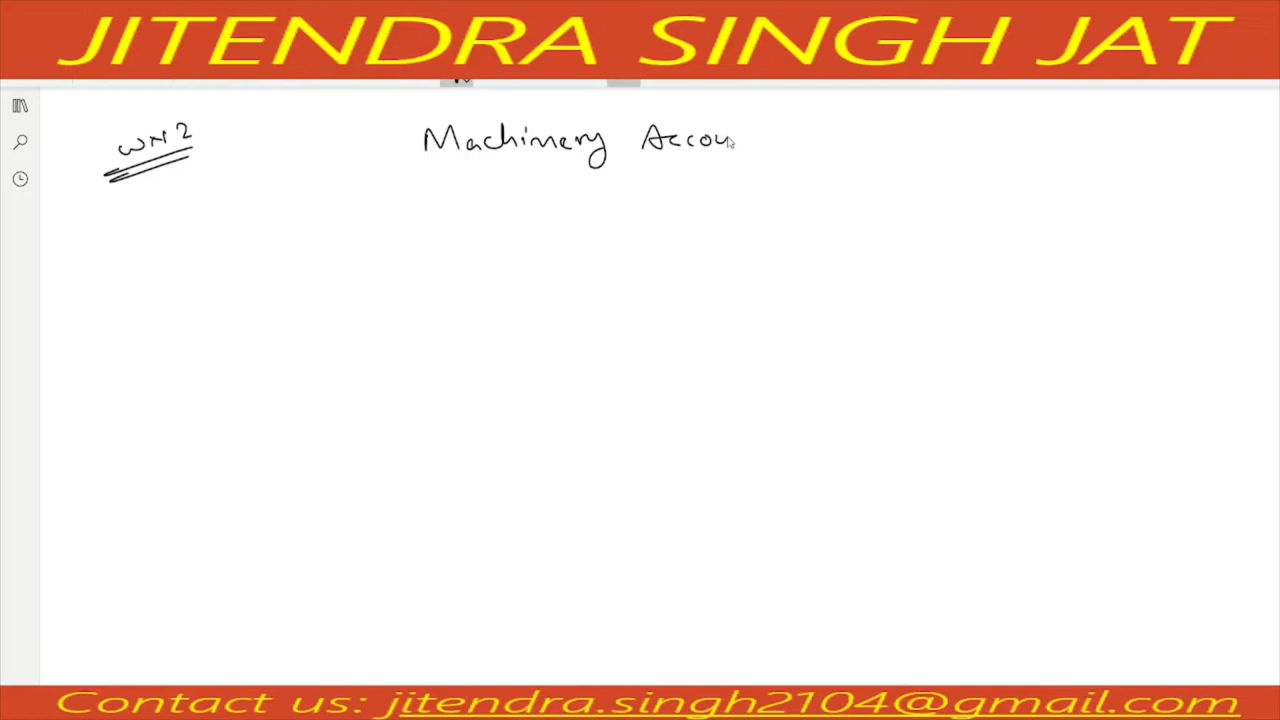 JITENDRA SINGH JAT
WN 2
Machinery Accou
Contact us: jitendra.singh2104@gmail.com